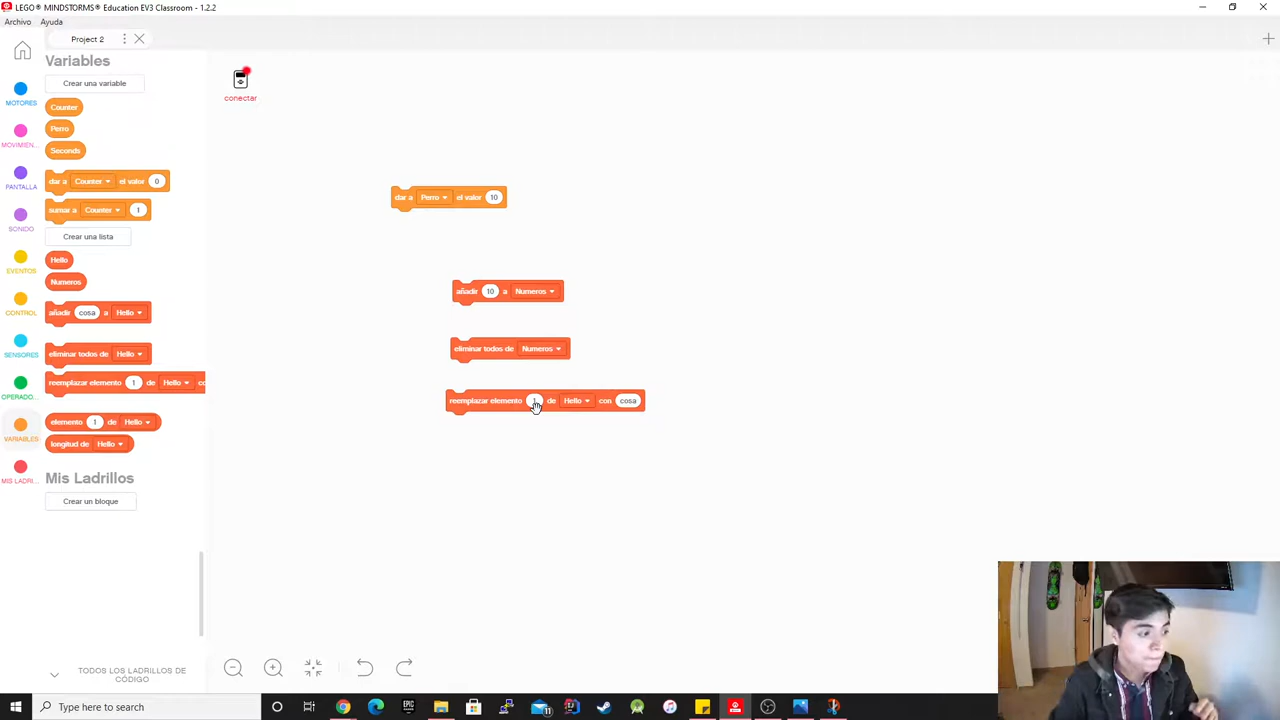 LEGO® MINDSTORMS® Education EV3 Classroom - 1.2.2
Archivo Ayuda
Project 2
Variables
Crear una variable
Counter
Perro
Seconds
dar a Counter el valor 0
sumar a Counter 1
Crear una lista
Hello
Numeros
añadir cosa a Hello
eliminar todos de Hello
reemplazar elemento 1 de Hello co
elemento 1 de Hello
longitud de Hello
Mis Ladrillos
Crear un bloque
TODOS LOS LADRILLOS DE
CÓDIGO
MOTORES
MOVIMIEN...
PANTALLA
SONIDO
EVENTOS
CONTROL
SENSORES
OPERADO...
VARIABLES
MIS LADRI...
conectar
dar a Perro el valor 10
añadir 10 a Numeros
eliminar todos de Numeros
reemplazar elemento 1 de Hello con cosa
Type here to search
EPIC
GAMES
11